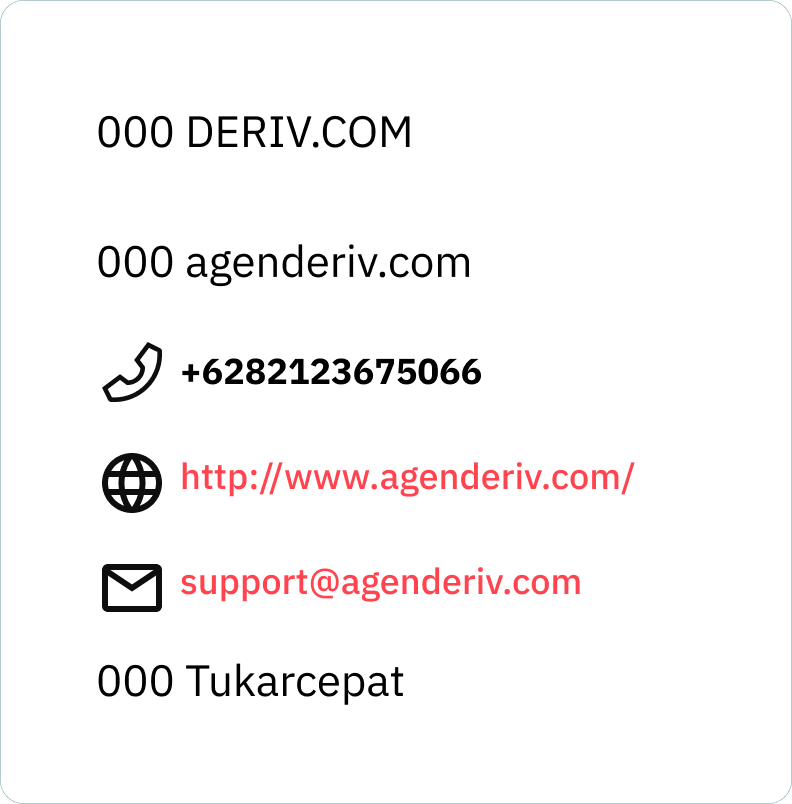 000 DERIV.COM
000 agenderiv.com
+6282123675066
http://www.agenderiv.com/
support@agenderiv.com
000 Tukarcepat